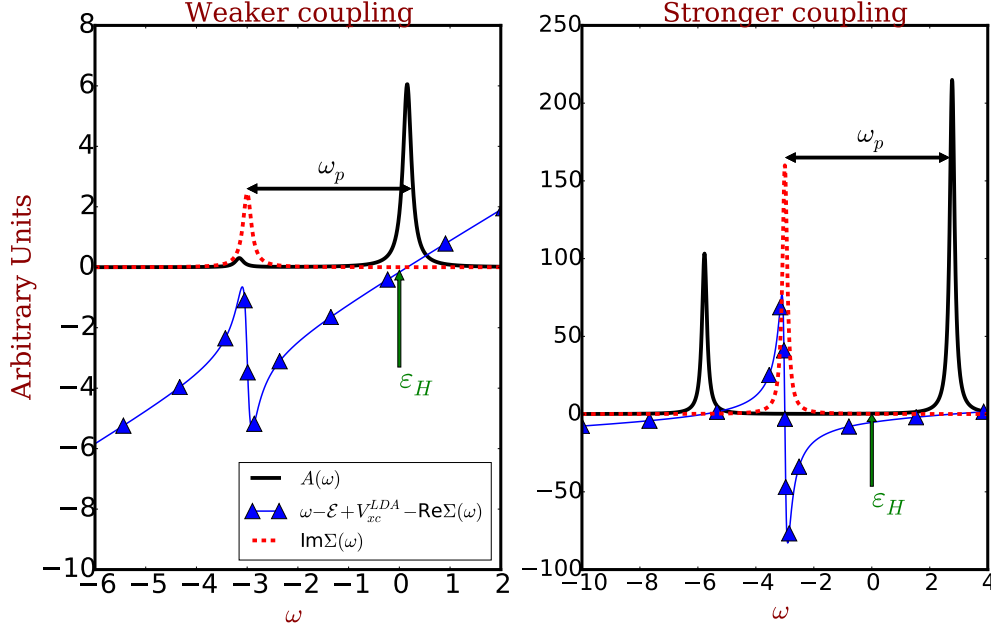 Weaker coupling
Stronger coupling
Arbitrary Units
8
6
4
2
0
−2
−4
−6
−8
−10
ω_p
ε_H
A(ω)
ω−ℰ+V_xc^LDA−ReΣ(ω)
ImΣ(ω)
−6 −5 −4 −3 −2 −1 0 1 2
ω
250
200
150
100
50
0
−50
−100
ω_p
ε_H
−10 −8 −6 −4 −2 0 2 4
ω